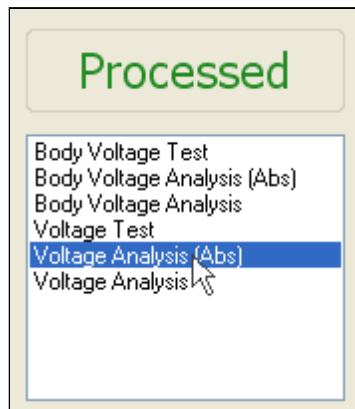 Processed
Body Voltage Test
Body Voltage Analysis (Abs)
Body Voltage Analysis
Voltage Test
Voltage Analysis (Abs)
Voltage Analysis